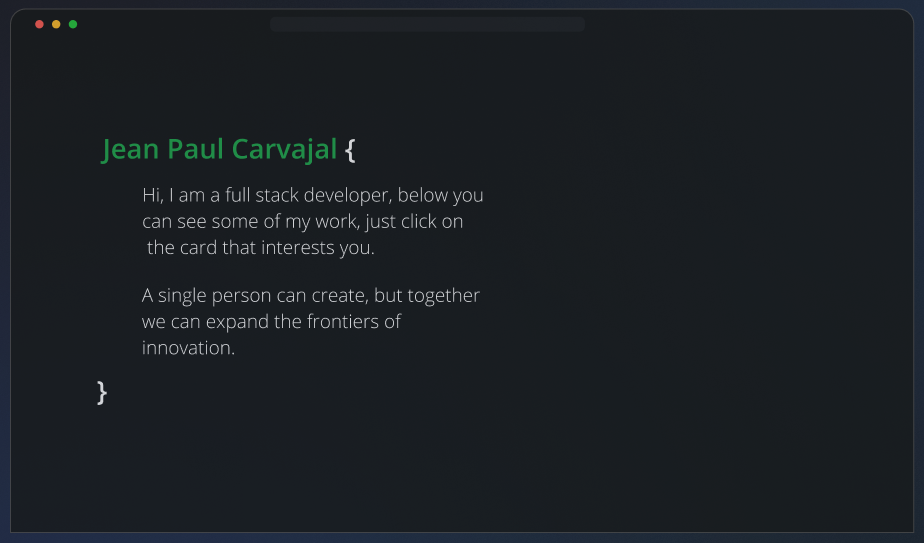 Jean Paul Carvajal {
Hi, I am a full stack developer, below you
can see some of my work, just click on
the card that interests you.
A single person can create, but together
we can expand the frontiers of
innovation.
}